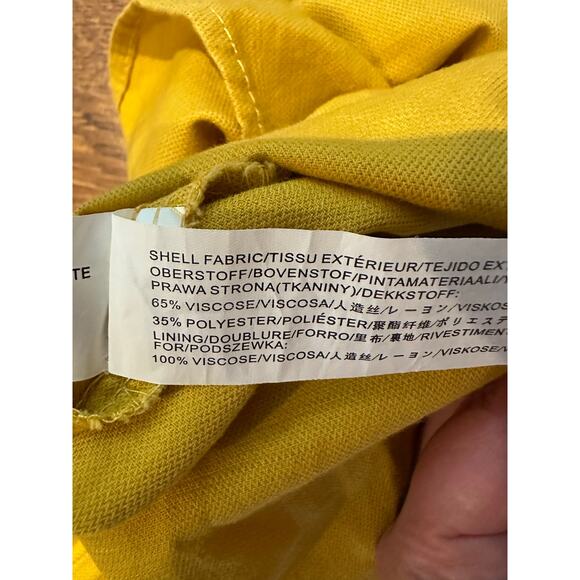 TE
SHELL FABRIC/TISSU EXTÉRIEUR/TEJIDO EX
OBERSTOFF/BOVENSTOF/PINTAMATERIAALI/
PRAWA STRONA(TKANINY)/DEKKSTOFF:
65% VISCOSE/VISCOSA/人造丝/レーヨン/VISKOS
35% POLYESTER/POLIÉSTER/聚酯纤维/ポリエステ
LINING/DOUBLURE/FORRO/里布/裏地/RIVESTIMEN
FOR/PODSZEWKA:
100% VISCOSE/VISCOSA/人造丝/レーヨン/VISKOSE/